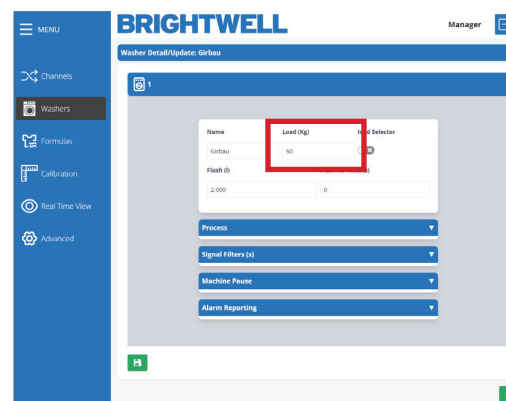 MENU
BRIGHTWELL
Manager
Washer Detail/Update: Girbau
Channels
1
Washers
Name Load (Kg) Selector
Formulas
Girbau 50
Flush (l)
Calibration
2.000 0
Real Time View
Process
Advanced
Signal Filters (s)
Machine Pause
Alarm Reporting